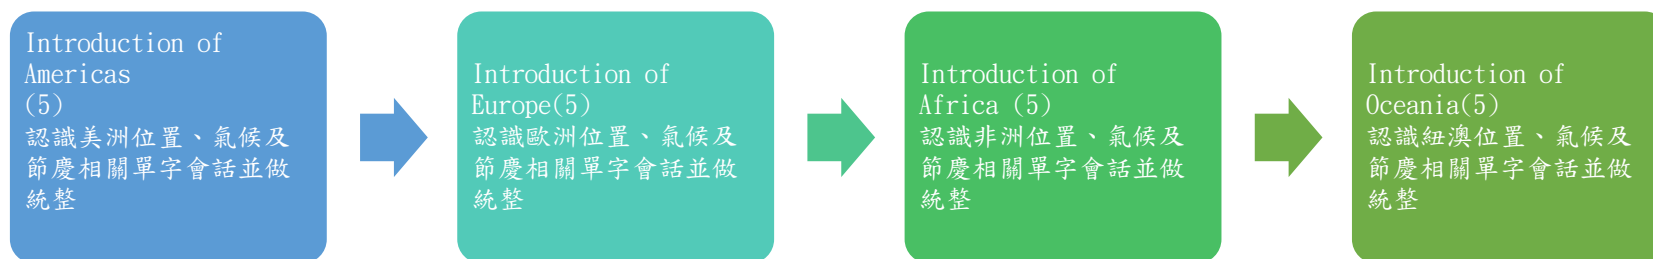 Introduction of
Americas
(5)
認識美洲位置、氣候及
節慶相關單字會話並做
統整
Introduction of
Europe(5)
認識歐洲位置、氣候及
節慶相關單字會話並做
統整
Introduction of
Africa (5)
認識非洲位置、氣候及
節慶相關單字會話並做
統整
Introduction of
Oceania(5)
認識紐澳位置、氣候及
節慶相關單字會話並做
統整